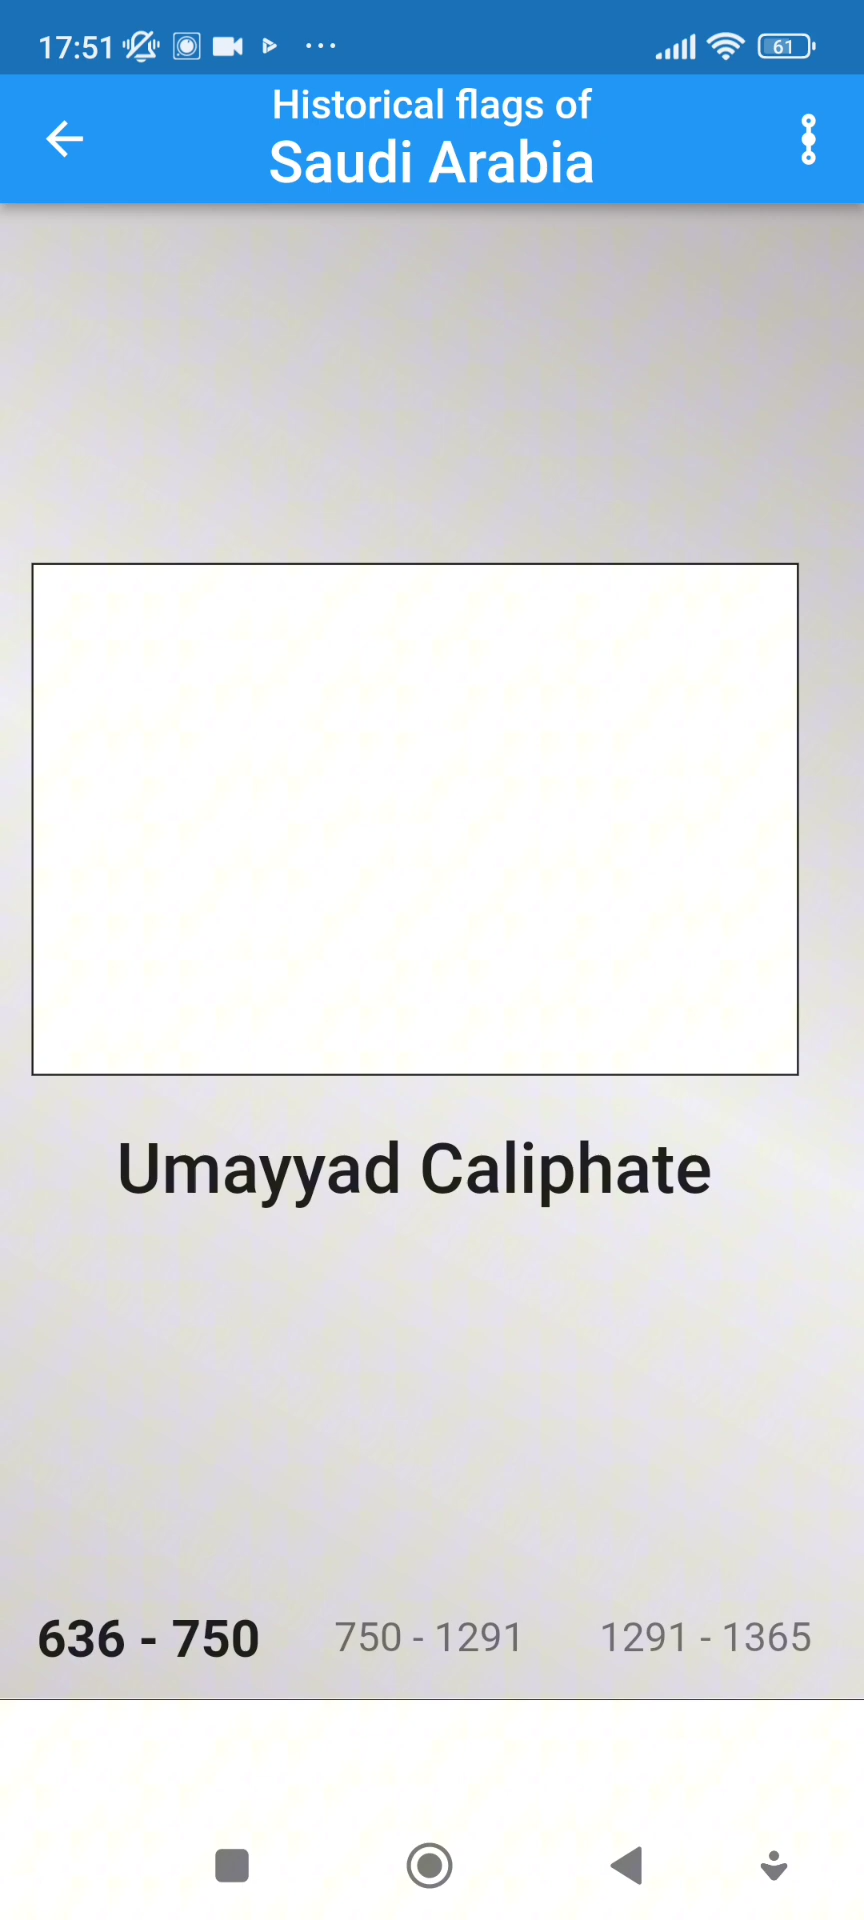 17:51
61
Historical flags of
Saudi Arabia
Umayyad Caliphate
636 - 750 750 - 1291 1291 - 1365